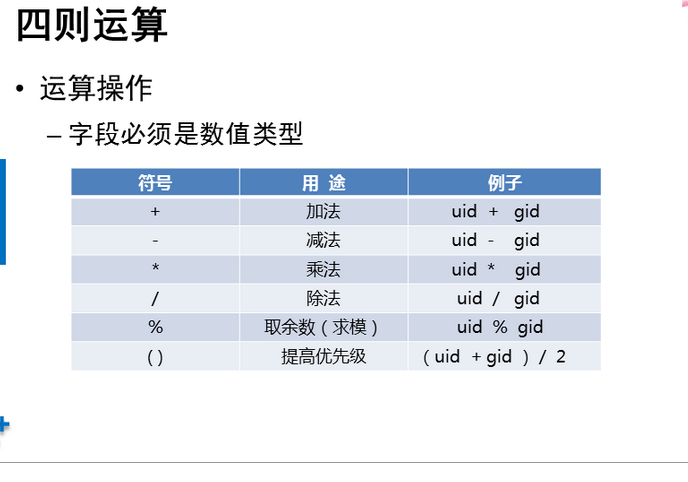 四则运算
• 运算操作
– 字段必须是数值类型
符号 用 途 例子
+ 加法 uid + gid
- 减法 uid - gid
* 乘法 uid * gid
/ 除法 uid / gid
% 取余数（求模） uid % gid
( ) 提高优先级 （uid +gid ）/ 2